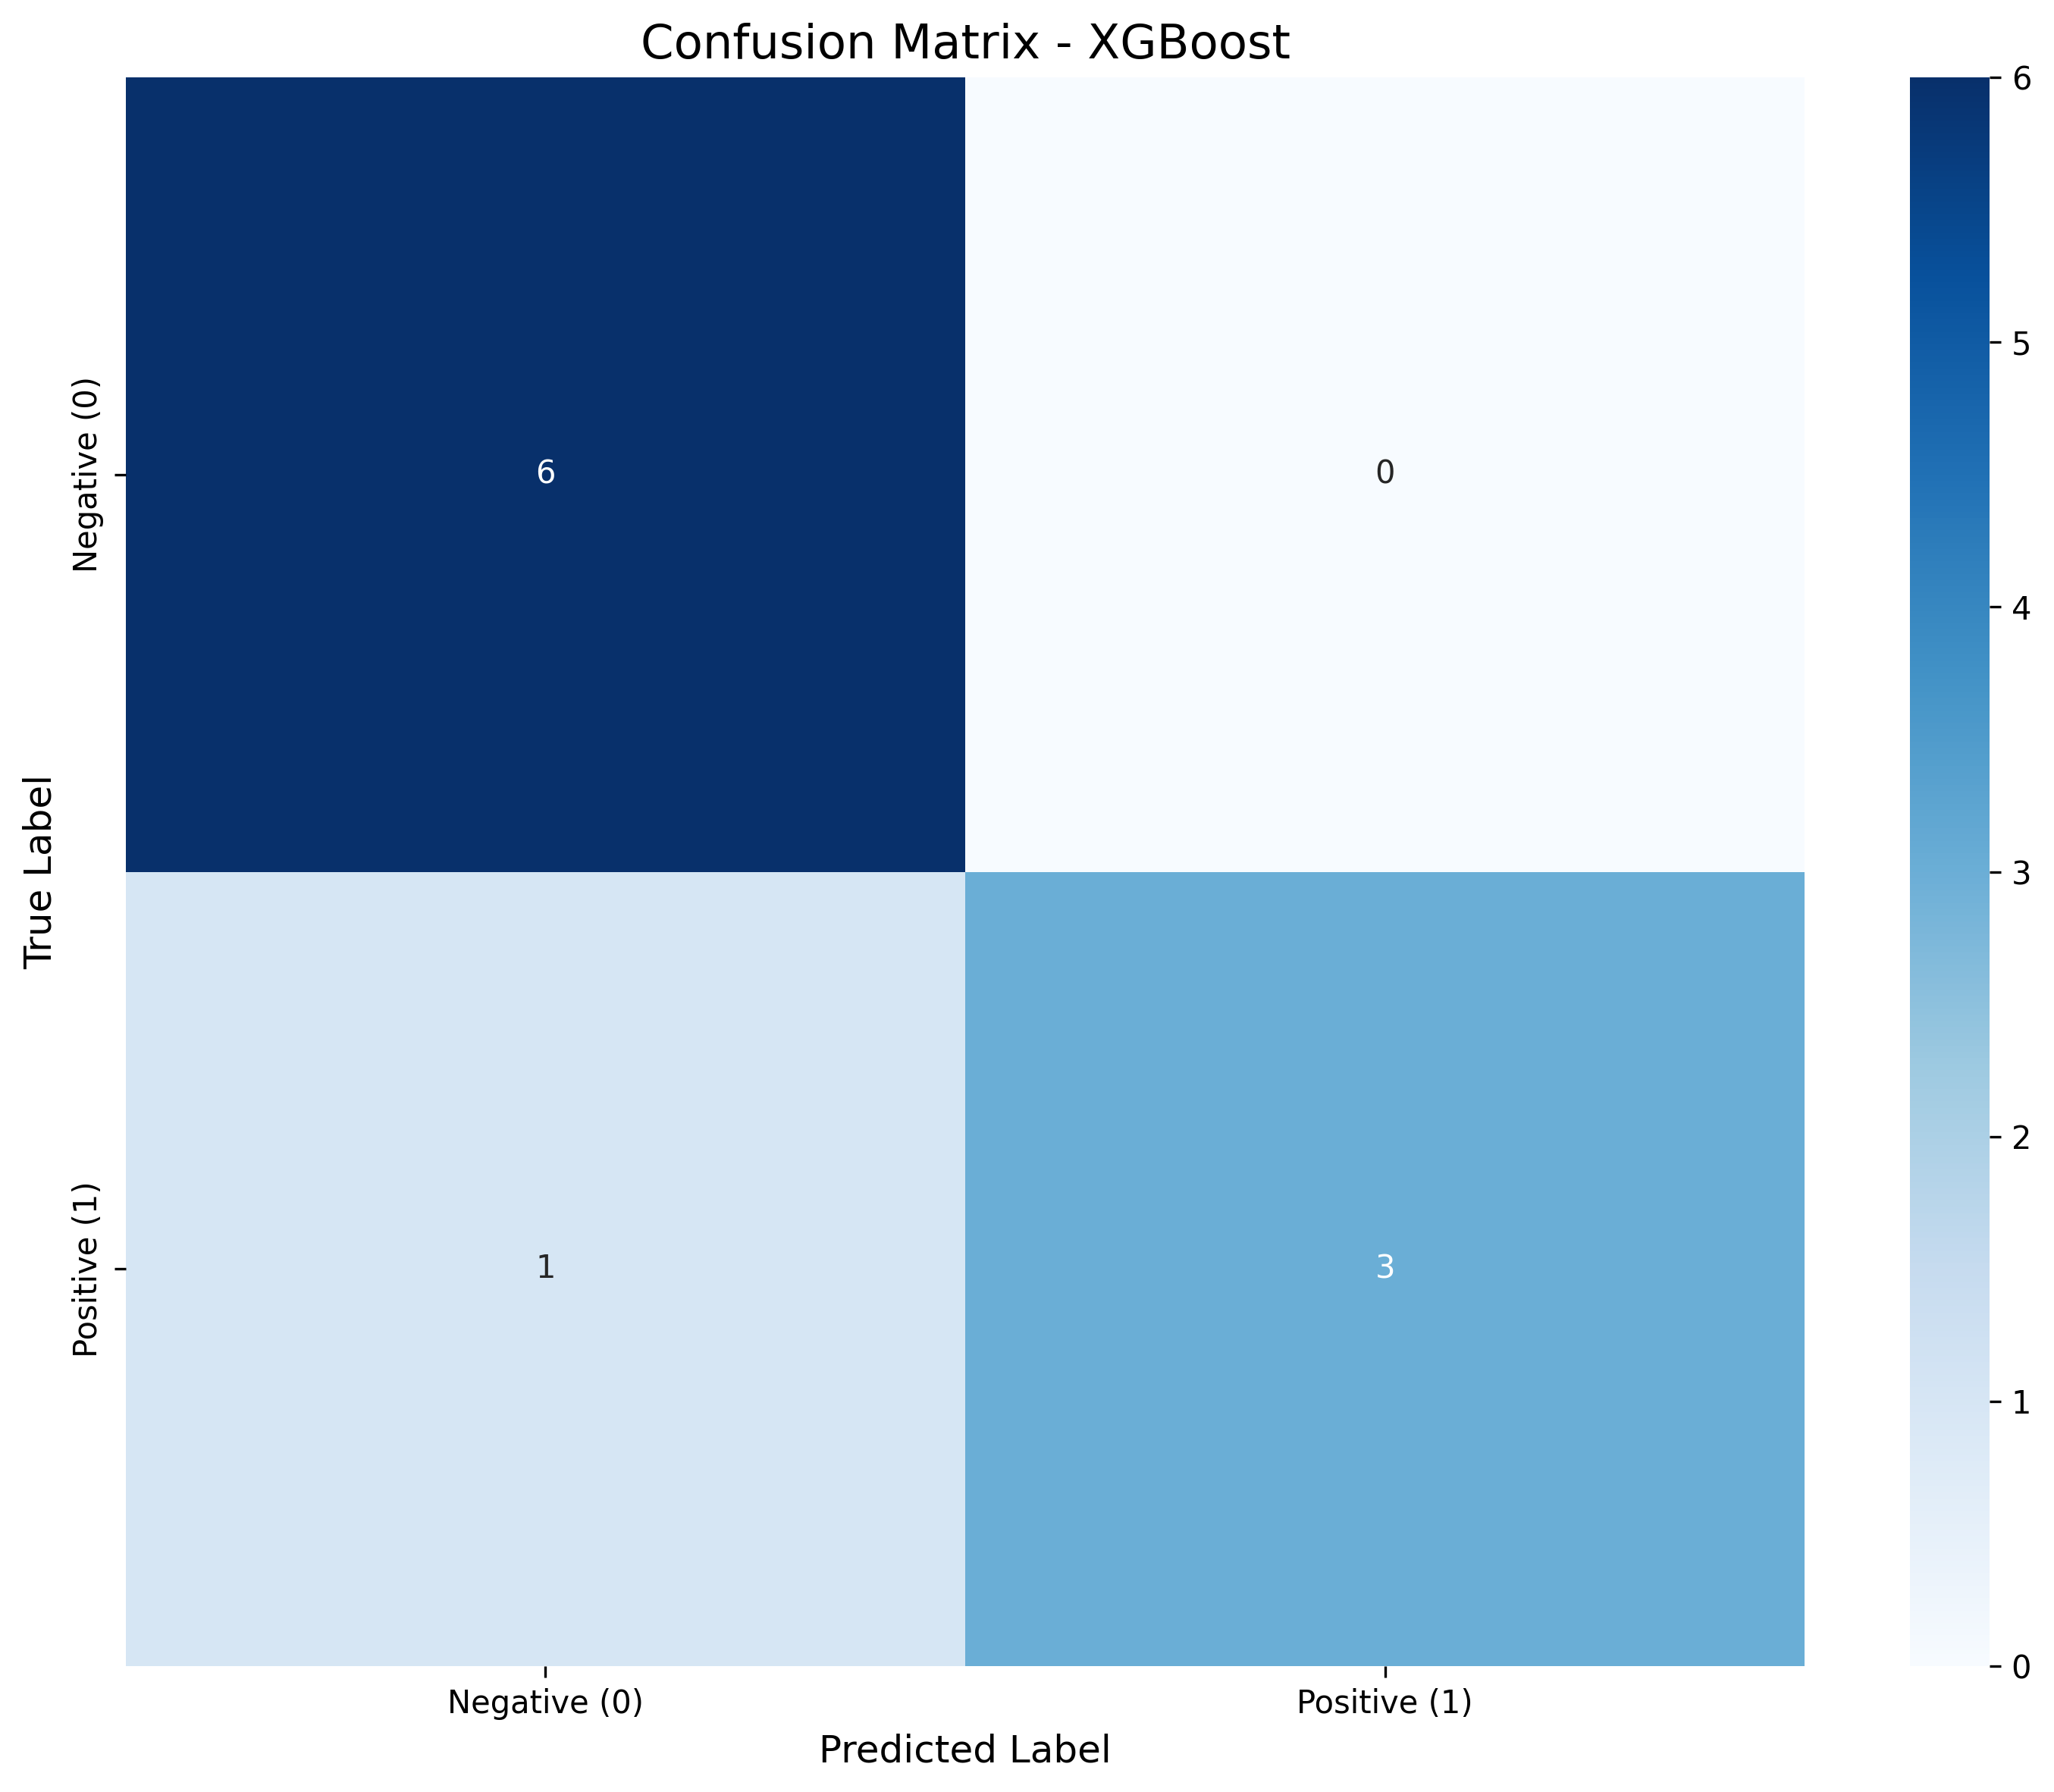 Confusion Matrix - XGBoost
True Label
Negative (0)
Positive (1)
6
0
1
3
Negative (0)
Positive (1)
Predicted Label
6
5
4
3
2
1
0